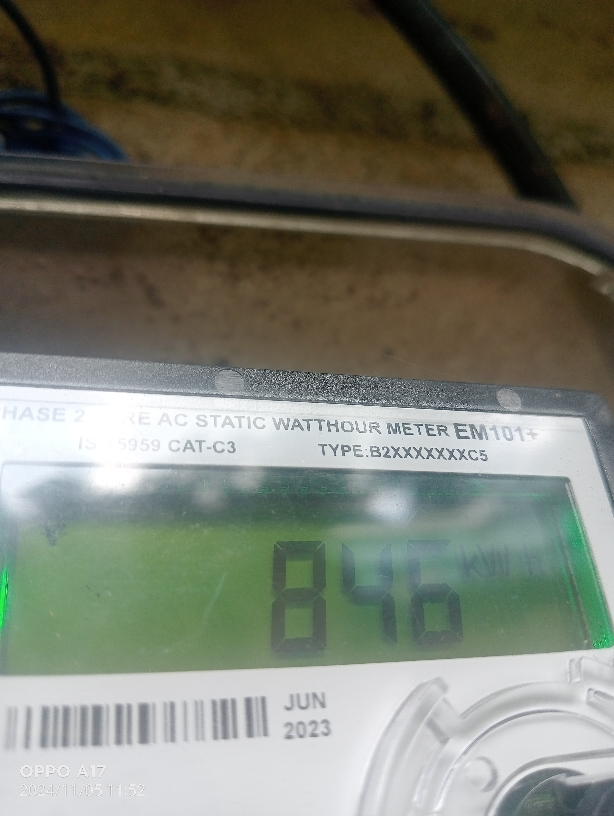 HASE 2 RE AC STATIC WATTHOUR METER EM101+
IS 5959 CAT-C3 TYPE:B2XXXXXXXC5
846 kWh
JUN
2023
OPPO A17
2024/11/05 11:52